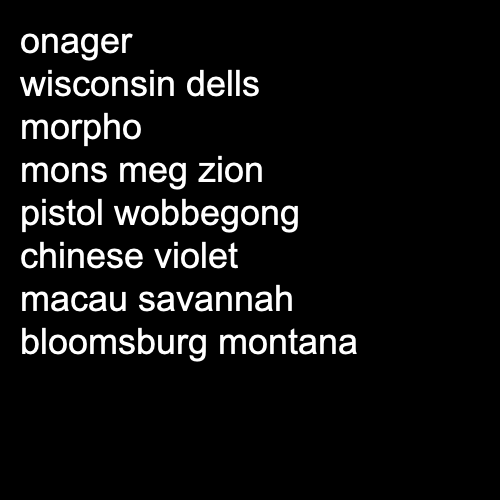 onager
wisconsin dells
morpho
mons meg zion
pistol wobbegong
chinese violet
macau savannah
bloomsburg montana